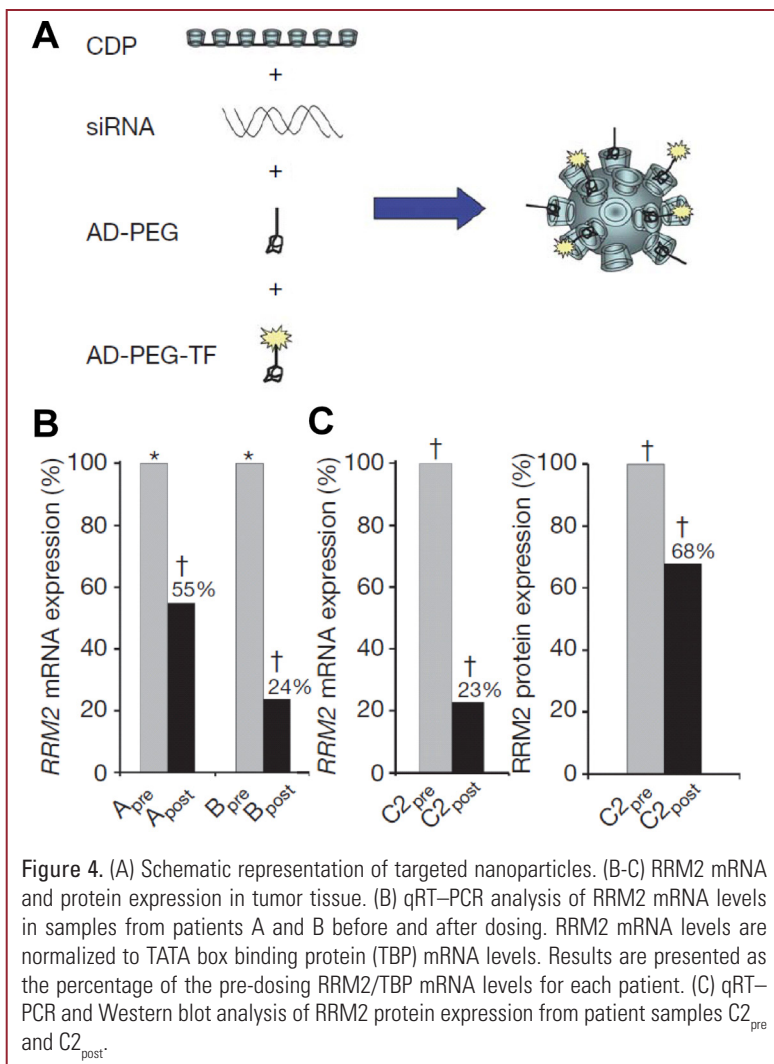 A
CDP
+
siRNA
+
AD-PEG
+
AD-PEG-TF
B
RRM2 mRNA expression (%)
100
80
60
40
20
0
*
†
55%
*
†
24%
Apre
Apost
Bpre
Bpost
C
RRM2 mRNA expression (%)
100
80
60
40
20
0
†
†
23%
C2pre
C2post
RRM2 protein expression (%)
100
80
60
40
20
0
†
†
68%
C2pre
C2post
Figure 4. (A) Schematic representation of targeted nanoparticles. (B-C) RRM2 mRNA
and protein expression in tumor tissue. (B) qRT–PCR analysis of RRM2 mRNA levels
in samples from patients A and B before and after dosing. RRM2 mRNA levels are
normalized to TATA box binding protein (TBP) mRNA levels. Results are presented as
the percentage of the pre-dosing RRM2/TBP mRNA levels for each patient. (C) qRT–
PCR and Western blot analysis of RRM2 protein expression from patient samples C2pre
and C2post.